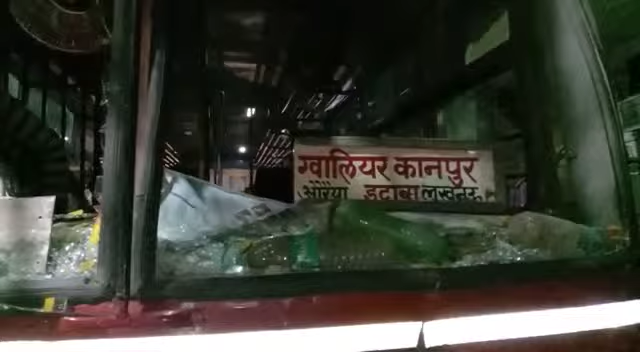 ग्वालियर कानपुर
औरैया इटावा लखनऊ